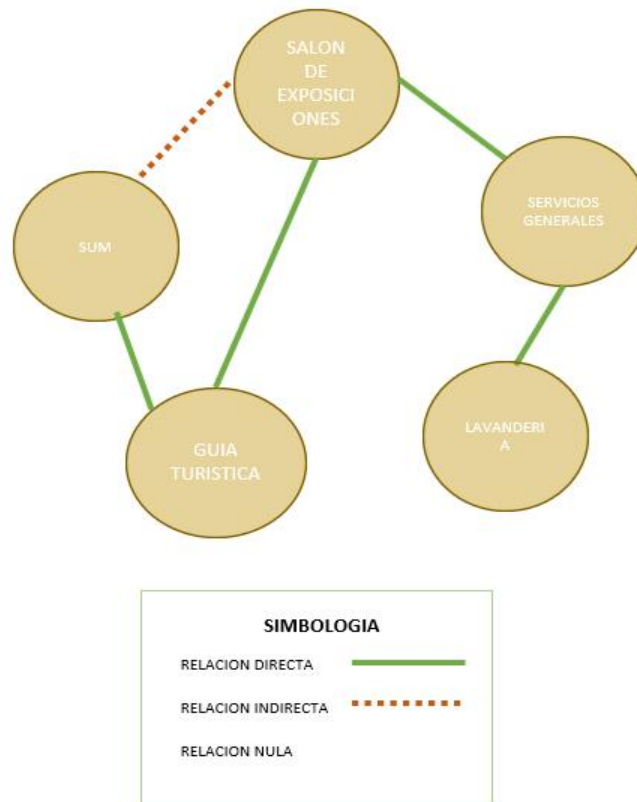 SALON
DE
EXPOSICI
ONES
SERVICIOS
GENERALES
SUM
LAVANDERI
A
GUIA
TURISTICA
SIMBOLOGIA
RELACION DIRECTA
RELACION INDIRECTA
RELACION NULA